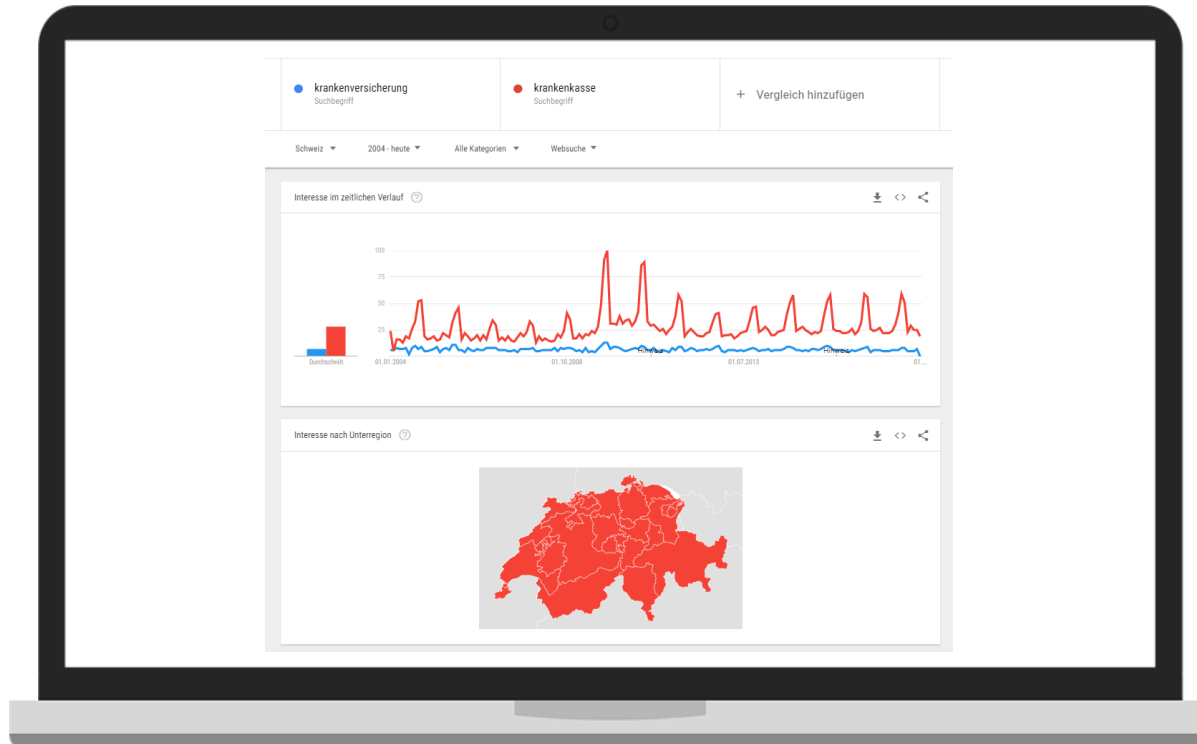 krankenversicherung
Suchbegriff
krankenkasse
Suchbegriff
+ Vergleich hinzufügen
Schweiz
2004 - heute
Alle Kategorien
Websuche
Interesse im zeitlichen Verlauf ?
100
75
50
25
Durchschnitt
Hinweis
Hinweis
01.01.2004
01.10.2008
01.07.2013
01…
Interesse nach Unterregion ?